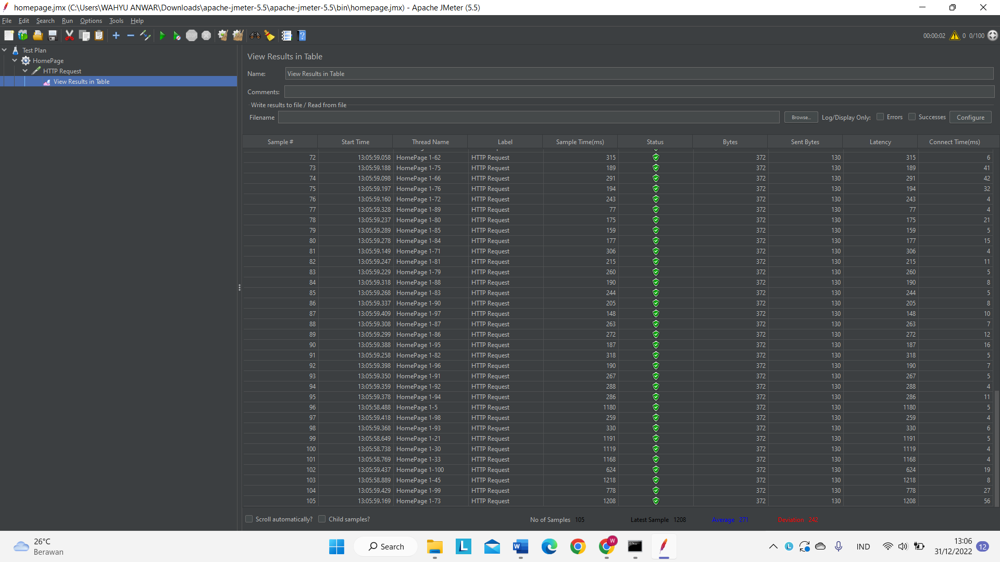 homepage.jmx (C:\Users\WAHYU ANWAR\Downloads\apache-jmeter-5.5\apache-jmeter-5.5\bin\homepage.jmx) - Apache JMeter (5.5)
File Edit Search Run Options Tools Help
00:00:02 0 0/100
Test Plan
HomePage
HTTP Request
View Results in Table
View Results in Table
Name: View Results in Table
Comments:
Write results to file / Read from file
Filename Browse... Log/Display Only: Errors Successes Configure
Sample # Start Time Thread Name Label Sample Time(ms) Status Bytes Sent Bytes Latency Connect Time(ms)
72 13:05:59.058 HomePage 1-62 HTTP Request 315 372 130 315 6
73 13:05:59.188 HomePage 1-75 HTTP Request 189 372 130 189 41
74 13:05:59.098 HomePage 1-66 HTTP Request 291 372 130 291 42
75 13:05:59.197 HomePage 1-76 HTTP Request 194 372 130 194 32
76 13:05:59.160 HomePage 1-72 HTTP Request 243 372 130 243 4
77 13:05:59.328 HomePage 1-89 HTTP Request 77 372 130 77 4
78 13:05:59.237 HomePage 1-80 HTTP Request 175 372 130 175 21
79 13:05:59.289 HomePage 1-85 HTTP Request 159 372 130 159 5
80 13:05:59.278 HomePage 1-84 HTTP Request 177 372 130 177 15
81 13:05:59.149 HomePage 1-71 HTTP Request 306 372 130 306 4
82 13:05:59.247 HomePage 1-81 HTTP Request 215 372 130 215 11
83 13:05:59.229 HomePage 1-79 HTTP Request 260 372 130 260 5
84 13:05:59.318 HomePage 1-88 HTTP Request 190 372 130 190 8
85 13:05:59.268 HomePage 1-83 HTTP Request 244 372 130 244 5
86 13:05:59.337 HomePage 1-90 HTTP Request 205 372 130 205 8
87 13:05:59.409 HomePage 1-97 HTTP Request 148 372 130 148 10
88 13:05:59.308 HomePage 1-87 HTTP Request 263 372 130 263 7
89 13:05:59.299 HomePage 1-86 HTTP Request 272 372 130 272 12
90 13:05:59.388 HomePage 1-95 HTTP Request 187 372 130 187 16
91 13:05:59.258 HomePage 1-82 HTTP Request 318 372 130 318 5
92 13:05:59.398 HomePage 1-96 HTTP Request 190 372 130 190 7
93 13:05:59.350 HomePage 1-91 HTTP Request 267 372 130 267 5
94 13:05:59.359 HomePage 1-92 HTTP Request 288 372 130 288 4
95 13:05:59.378 HomePage 1-94 HTTP Request 286 372 130 286 11
96 13:05:58.488 HomePage 1-5 HTTP Request 1180 372 130 1180 5
97 13:05:59.418 HomePage 1-98 HTTP Request 259 372 130 259 4
98 13:05:59.368 HomePage 1-93 HTTP Request 330 372 130 330 6
99 13:05:58.649 HomePage 1-21 HTTP Request 1191 372 130 1191 5
100 13:05:58.738 HomePage 1-30 HTTP Request 1119 372 130 1119 4
101 13:05:58.769 HomePage 1-33 HTTP Request 1168 372 130 1168 4
102 13:05:59.437 HomePage 1-100 HTTP Request 624 372 130 624 19
103 13:05:58.889 HomePage 1-45 HTTP Request 1218 372 130 1218 8
104 13:05:59.429 HomePage 1-99 HTTP Request 778 372 130 778 27
105 13:05:59.169 HomePage 1-73 HTTP Request 1208 372 130 1208 56
Scroll automatically? Child samples? No of Samples 105 Latest Sample 1208 Average 271 Deviation 242
26°C
Berawan
Search
IND
13:06
31/12/2022
12